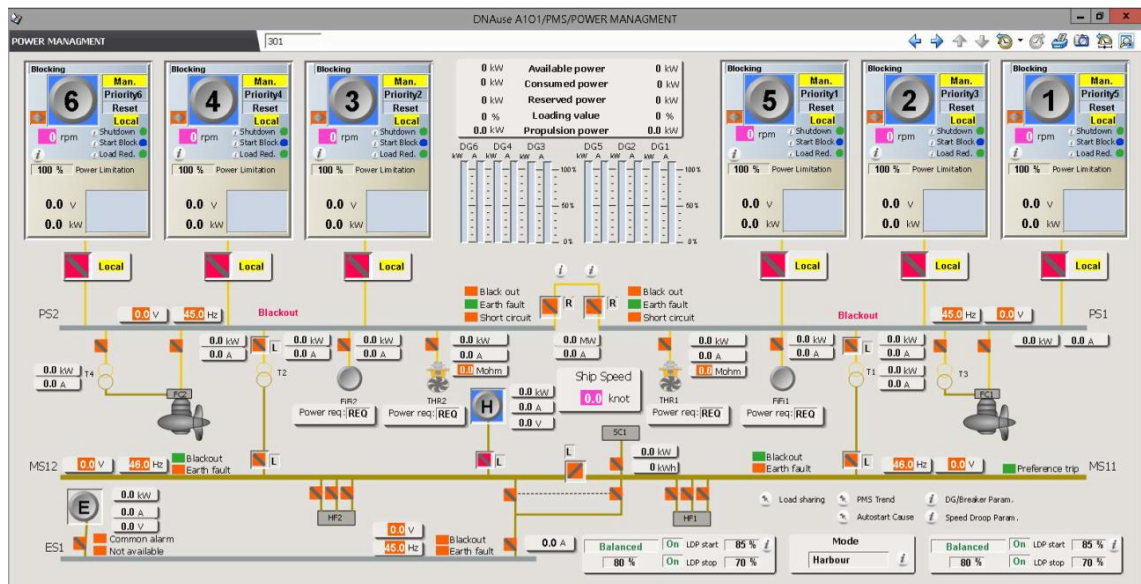 DNAuse A101/PMS/POWER MANAGMENT
POWER MANAGMENT
301
Blocking
6
Man.
Priority6
Reset
Local
0 rpm
Shutdown
Start Block
Load Red.
100 % Power Limitation
0.0 V
0.0 kW
Local
Blocking
4
Man.
Priority4
Reset
Local
0 rpm
Shutdown
Start Block
Load Red.
100 % Power Limitation
0.0 V
0.0 kW
Local
Blocking
3
Man.
Priority2
Reset
Local
0 rpm
Shutdown
Start Block
Load Red.
100 % Power Limitation
0.0 V
0.0 kW
Local
0 kW Available power 0 kW
0 kW Consumed power 0 kW
0 kW Reserved power 0 kW
0 % Loading value 0 %
0.0 kW Propulsion power 0.0 kW
DG6 DG4 DG3 DG5 DG2 DG1
kW A kW A kW A kW A kW A kW A
100%
50%
0%
Blocking
5
Man.
Priority1
Reset
Local
0 rpm
Shutdown
Start Block
Load Red.
100 % Power Limitation
0.0 V
0.0 kW
Local
Blocking
2
Man.
Priority3
Reset
Local
0 rpm
Shutdown
Start Block
Load Red.
100 % Power Limitation
0.0 V
0.0 kW
Local
Blocking
1
Man.
Priority5
Reset
Local
0 rpm
Shutdown
Start Block
Load Red.
100 % Power Limitation
0.0 V
0.0 kW
Local
Black out
Earth fault
Short circuit
R
R
Black out
Earth fault
Short circuit
PS2 0.0 V 45.0 Hz Blackout
Blackout 45.0 Hz 0.0 V PS1
0.0 kW
0.0 A
T4
FC2
0.0 kW
0.0 A
L
T2
0.0 kW
0.0 A
FiFi2
Power req: REQ
0.0 kW
0.0 A
0.0 kW
0.0 A
0.0 Mohm
THR2
Power req: REQ
0.0 MW
0.0 A
Ship Speed
0.0 knot
H
0.0 kW
0.0 A
0.0 V
L
0.0 kW
0.0 A
0.0 Mohm
THR1
Power req: REQ
0.0 kW
0.0 A
FiFi1
Power req: REQ
L
T1
0.0 kW
0.0 A
0.0 kW
0.0 A
T3
FC1
0.0 kW 0.0 A
SC1
L
0.0 kW
0 kWh
MS12 0.0 V 46.0 Hz
Blackout
Earth fault
L
Blackout
Earth fault
L
46.0 Hz 0.0 V
Preference trip MS11
E
0.0 kW
0.0 A
0.0 V
Common alarm
Not available
ES1
HF2
0.0 V
45.0 Hz
Blackout
Earth fault
0.0 A
HF1
Load sharing
PMS Trend
DG/Breaker Param.
Autostart Cause
Speed Droop Param.
Balanced On LDP start 85 %
80 % On LDP stop 70 %
Mode
Harbour
Balanced On LDP start 85 %
80 % On LDP stop 70 %